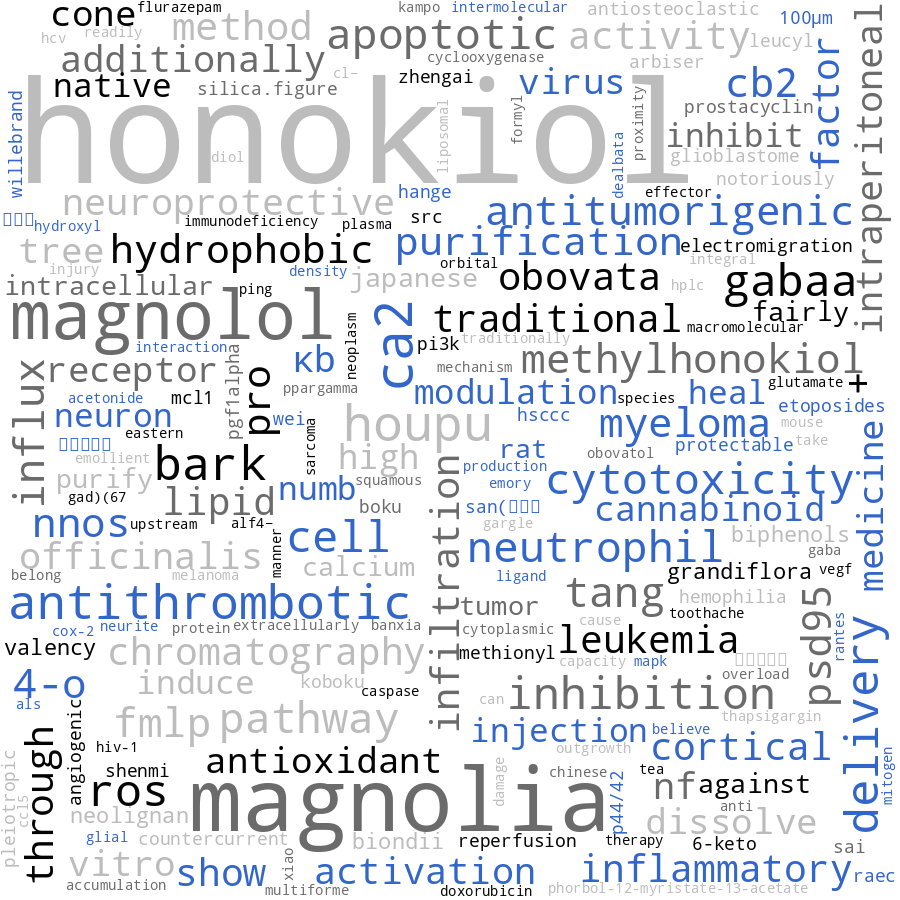 cone
flurazepam
kampo
intermolecular
antiosteoclastic
100μm
hcv
readily
method
apoptotic
activity
leucyl
intraperitoneal
additionally
cyclooxygenase
arbiser
factor
native
silica.figure
cl−
zhengai
virus
cb2
honokiol
willebrand
diol
liposomal
formyl
proximity
prostacyclin
inhibit
glioblastome
dealbata
notoriously
neuroprotective
hange
effector
hydroxyl
immunodeficiency
plasma
src
antitumorigenic
tree
hydrophobic
purification
electromigration
injury
density
orbital
integral
intracellular
ping
japanese
obovata
hplc
gabaa
magnolol
neoplasm
ca2
traditional
macromolecular
fairly
interaction
κb
pi3k
traditionally
influx
receptor
pgf1alpha
pro
ppargamma
mechanism
methylhonokiol
acetonide
mcl1
modulation
species
heal
glutamate
+
neuron
wei
houpu
hsccc
myeloma
etoposides
eastern
sarcoma
mouse
protectable
take
medicine
emollient
bark
high
rat
obovatol
purify
squamous
production
gad)(67
lipid
numb
emory
cytotoxicity
boku
infiltration
san(
cannabinoid
nnos
upstream
alf4−
cell
gargle
biphenols
officinalis
manner
calcium
neutrophil
gaba
belong
melanoma
ligand
grandiflora
vegf
antithrombotic
tumor
tang
hemophilia
psd95
toothache
cox-2
neurite
protein
extracellularly
banxia
cytoplasmic
cause
rantes
valency
chromatography
methionyl
leukemia
capacity
mapk
4-o
induce
koboku
caspase
can
inhibition
overload
delivery
als
angiogenic
fmlp
pathway
injection
believe
thapsigargin
through
hiv-1
antioxidant
outgrowth
cortical
pleiotropic
ccl5
shenmi
ros
magnolia
damage
chinese
tea
nf
against
mitogen
neolignan
p44/42
anti
dissolve
glial
countercurrent
biondii
reperfusion
therapy
6-keto
sai
vitro
show
xiao
activation
inflammatory
raec
accumulation
multiforme
doxorubicin
phorbol-12-myristate-13-acetate